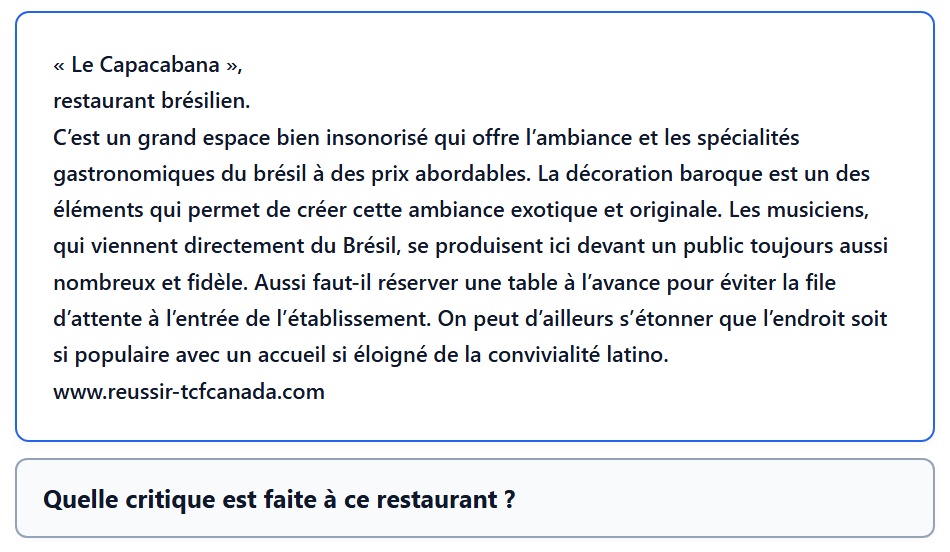 « Le Capacabana »,
restaurant brésilien.
C’est un grand espace bien insonorisé qui offre l’ambiance et les spécialités
gastronomiques du brésil à des prix abordables. La décoration baroque est un des
éléments qui permet de créer cette ambiance exotique et originale. Les musiciens,
qui viennent directement du Brésil, se produisent ici devant un public toujours aussi
nombreux et fidèle. Aussi faut-il réserver une table à l’avance pour éviter la file
d’attente à l’entrée de l’établissement. On peut d’ailleurs s’étonner que l’endroit soit
si populaire avec un accueil si éloigné de la convivialité latino.
www.reussir-tcfcanada.com
Quelle critique est faite à ce restaurant ?